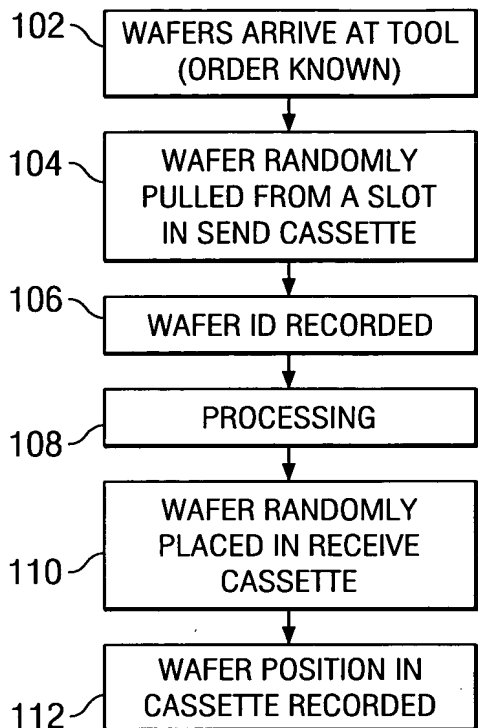 102
WAFERS ARRIVE AT TOOL
(ORDER KNOWN)
104
WAFER RANDOMLY
PULLED FROM A SLOT
IN SEND CASSETTE
106
WAFER ID RECORDED
108
PROCESSING
110
WAFER RANDOMLY
PLACED IN RECEIVE
CASSETTE
112
WAFER POSITION IN
CASSETTE RECORDED